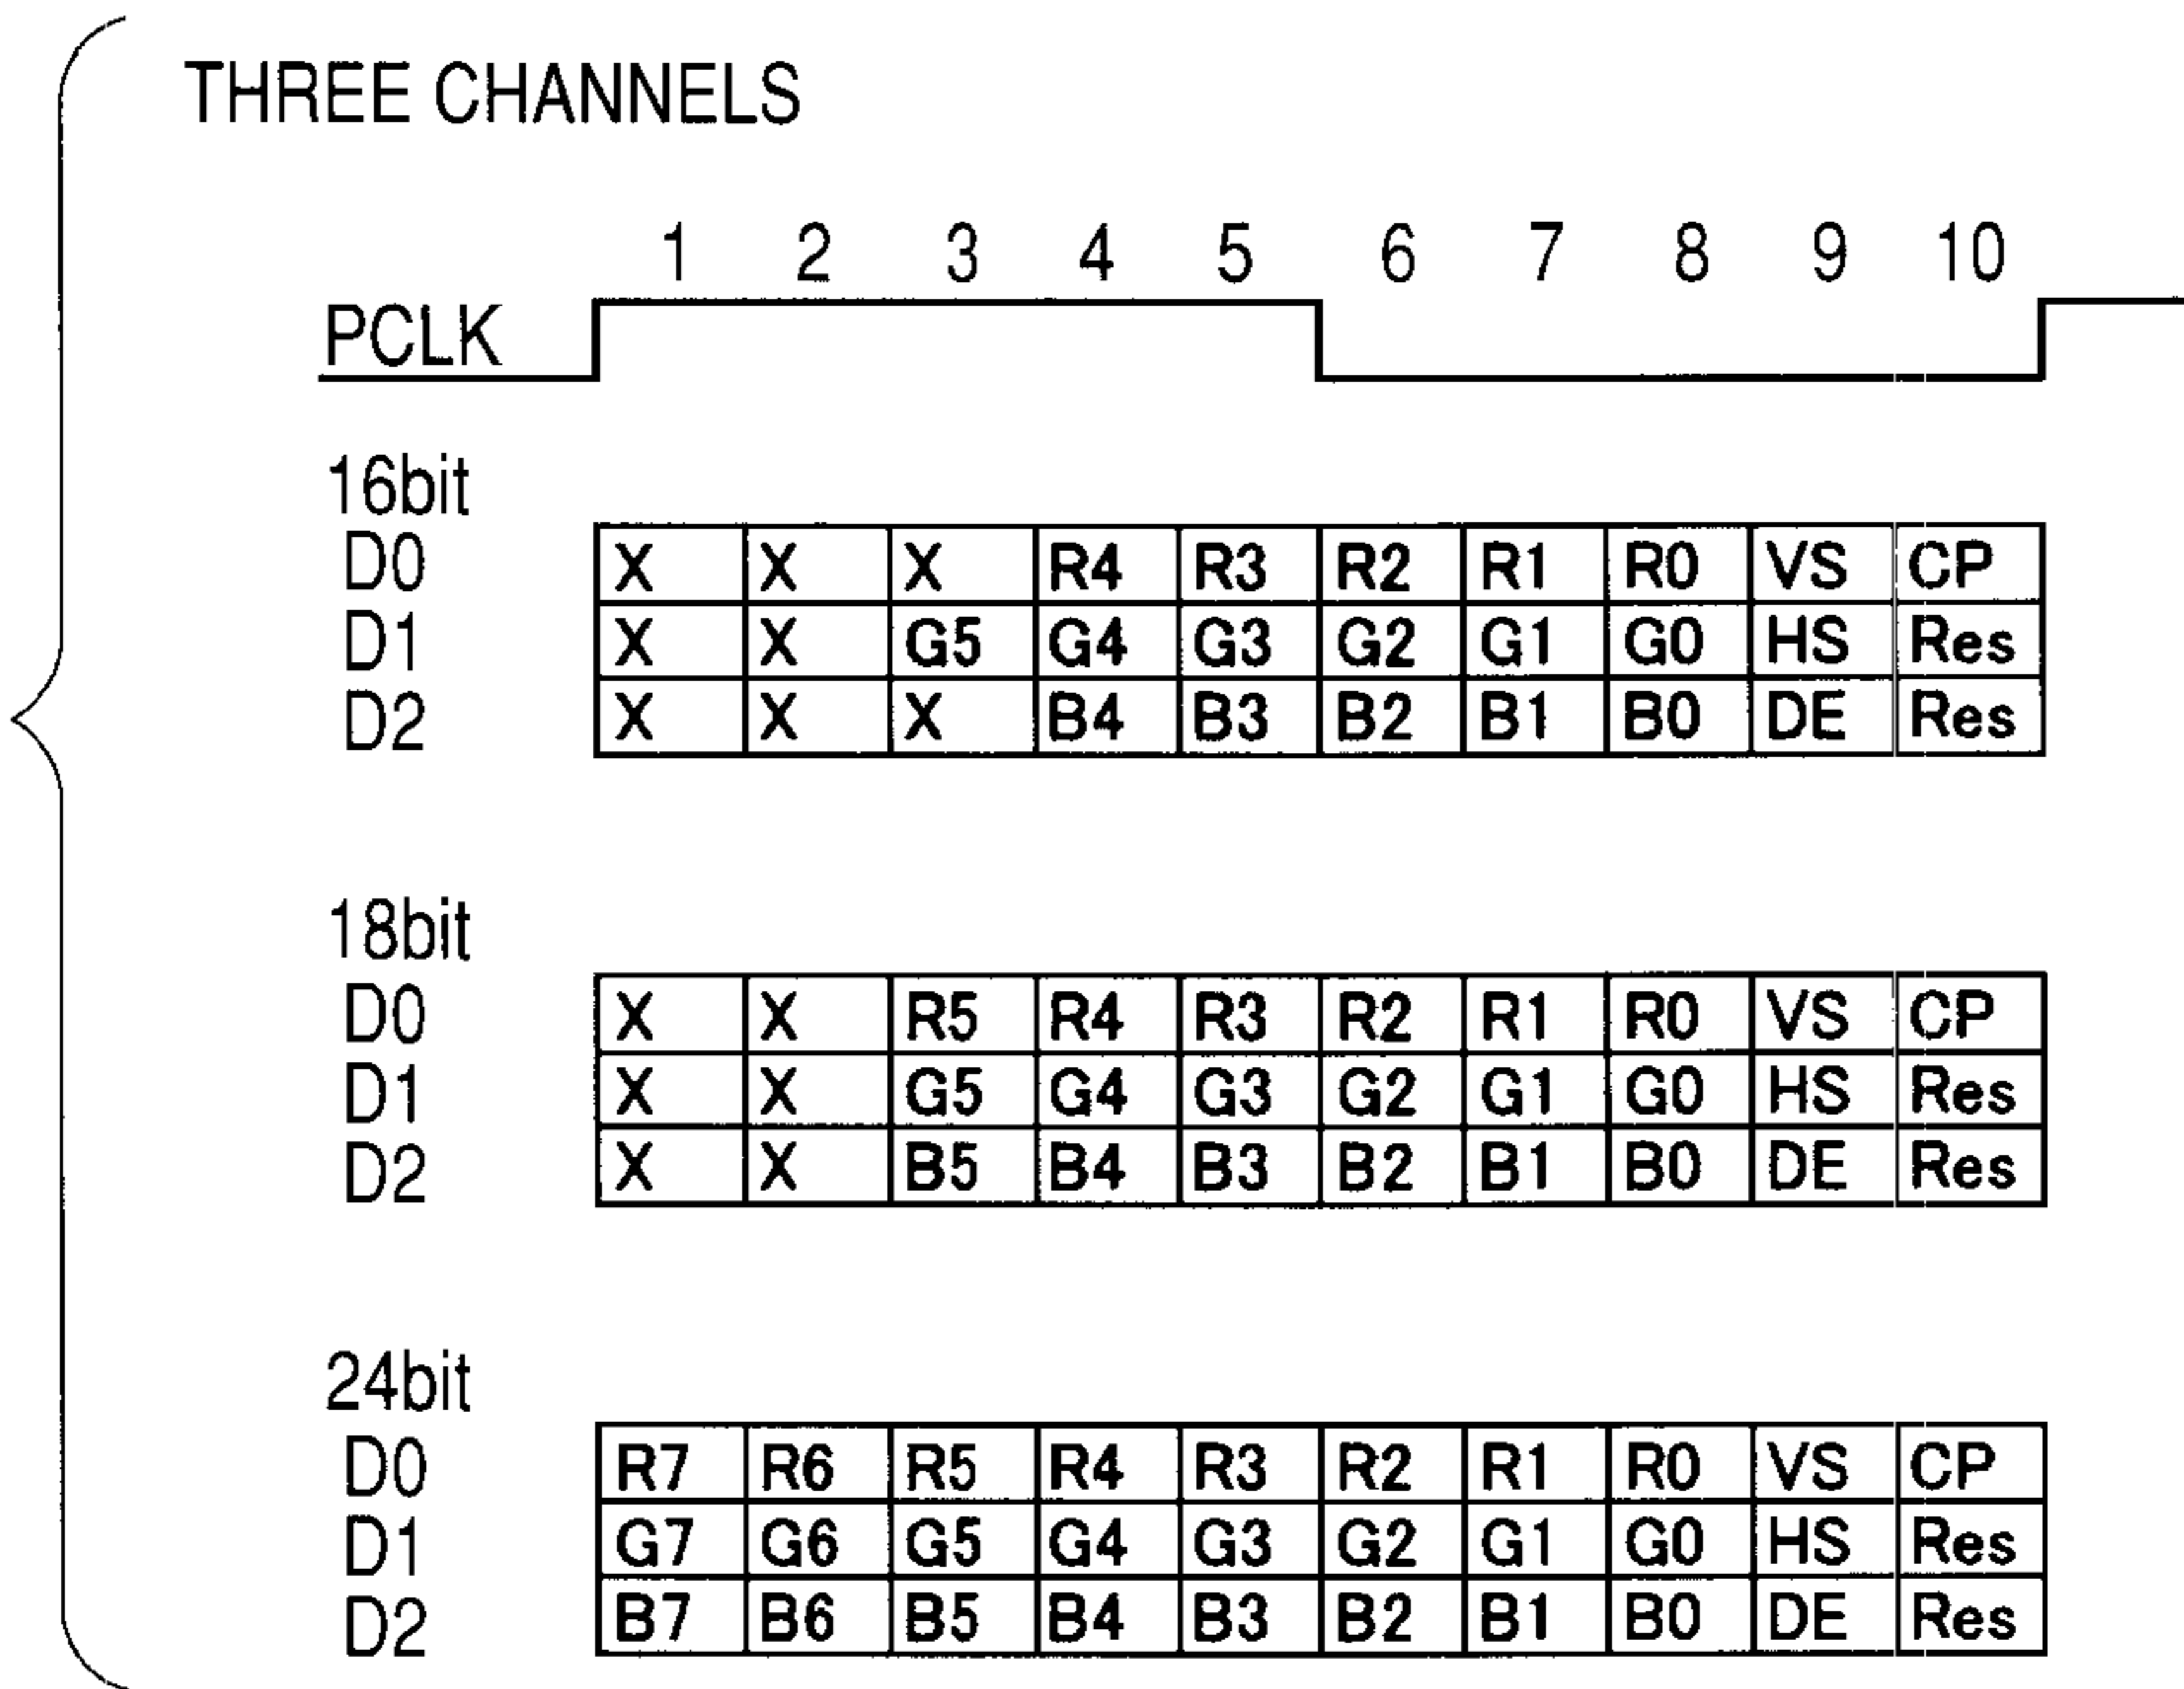 THREE CHANNELS
1 2 3 4 5 6 7 8 9 10
PCLK
16bit
D0 X X X R4 R3 R2 R1 R0 VS CP
D1 X X G5 G4 G3 G2 G1 G0 HS Res
D2 X X X B4 B3 B2 B1 B0 DE Res
18bit
D0 X X R5 R4 R3 R2 R1 R0 VS CP
D1 X X G5 G4 G3 G2 G1 G0 HS Res
D2 X X B5 B4 B3 B2 B1 B0 DE Res
24bit
D0 R7 R6 R5 R4 R3 R2 R1 R0 VS CP
D1 G7 G6 G5 G4 G3 G2 G1 G0 HS Res
D2 B7 B6 B5 B4 B3 B2 B1 B0 DE Res